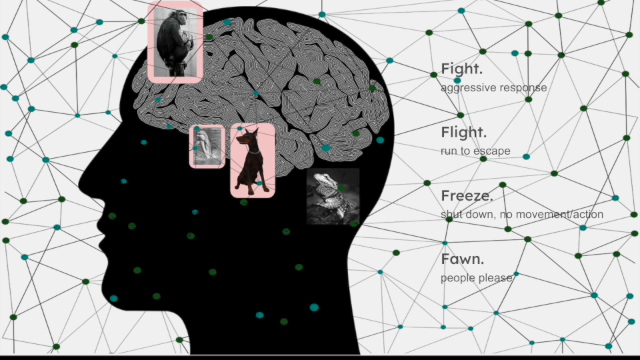 Fight.
aggressive response
Flight.
run to escape
Freeze.
shut down, no movement/action
Fawn.
people please